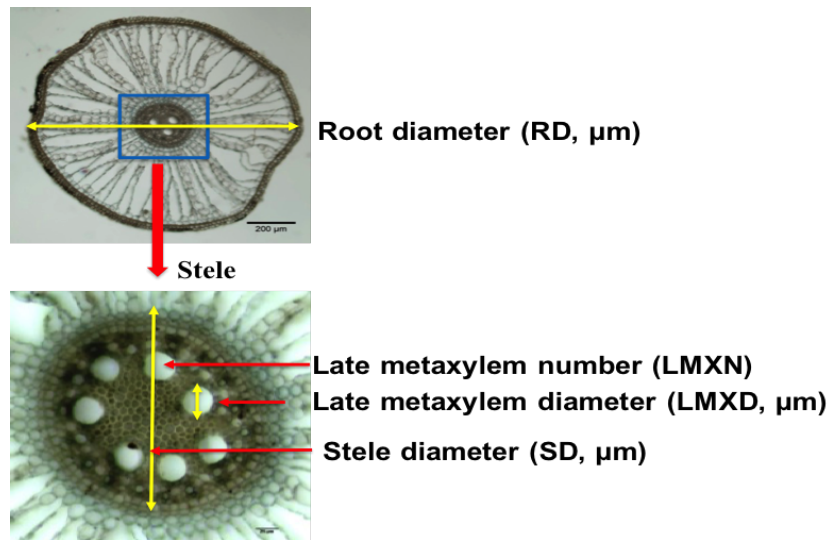 Root diameter (RD, µm)
200 µm
Stele
Late metaxylem number (LMXN)
Late metaxylem diameter (LMXD, µm)
Stele diameter (SD, µm)